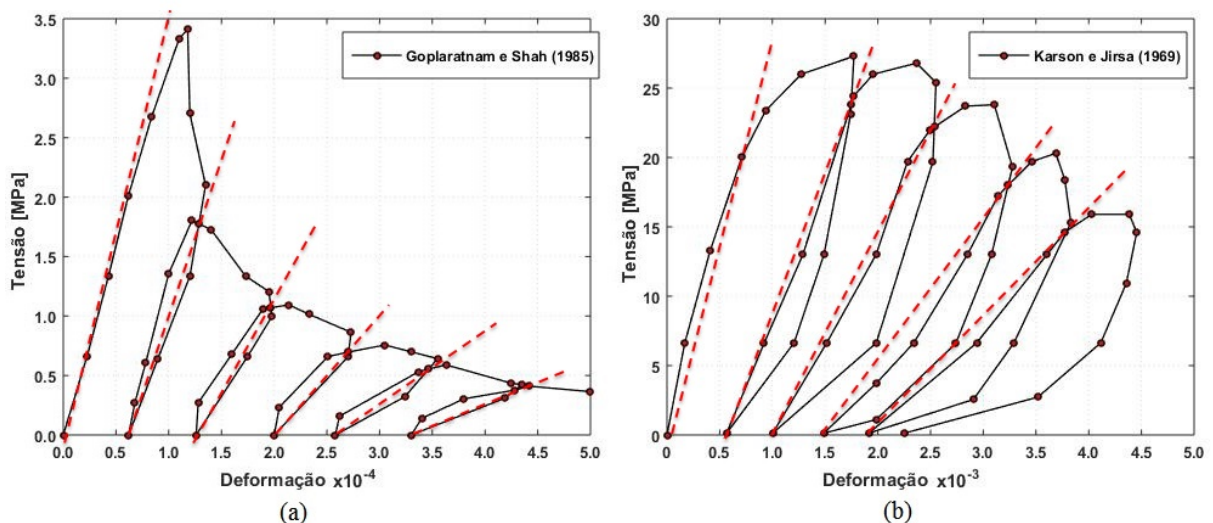 3.5
3.0
2.5
2.0
1.5
1.0
0.5
0.0
Tensão [MPa]
Goplaratnam e Shah (1985)
0.0 0.5 1.0 1.5 2.0 2.5 3.0 3.5 4.0 4.5 5.0
Deformação x10-4
(a)
30
25
20
15
10
5
0
Tensão [MPa]
Karson e Jirsa (1969)
0 0.5 1.0 1.5 2.0 2.5 3.0 3.5 4.0 4.5 5.0
Deformação x10-3
(b)